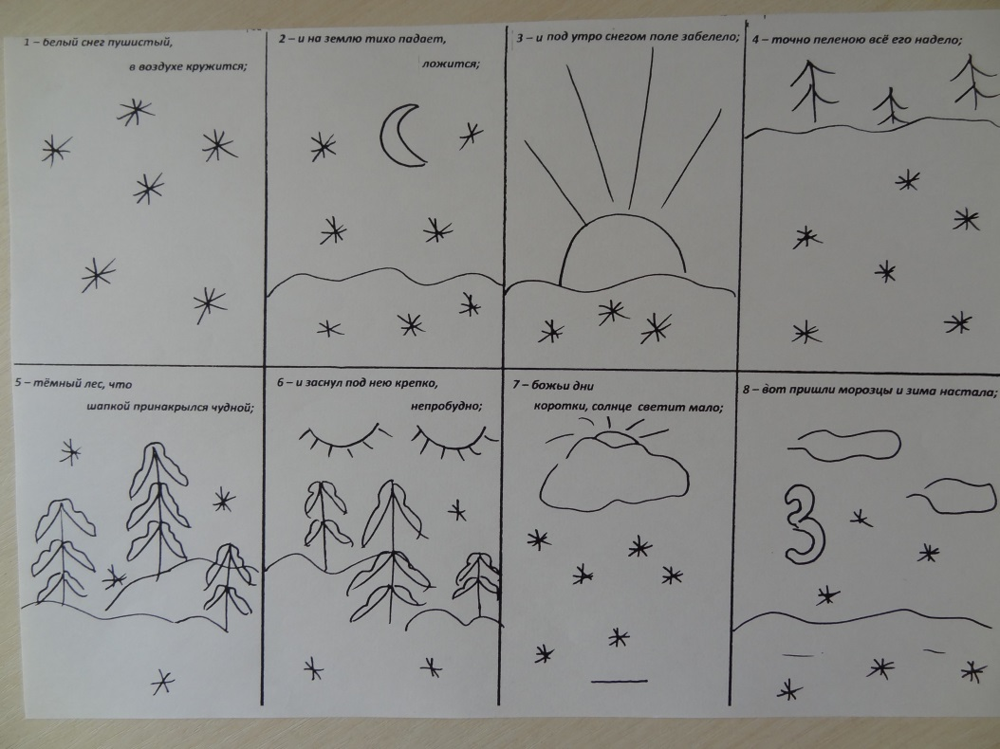 1 – белый снег пушистый,
в воздухе кружится;
2 – и на землю тихо падает,
ложится;
3 – и под утро снегом поле забелело;
4 – точно пеленою всё его надело;
5 – тёмный лес, что
шапкой принакрылся чудной;
6 – и заснул под нею крепко,
непробудно;
7 – божьи дни
коротки, солнце светит мало;
8 – вот пришли морозцы и зима настала;
З